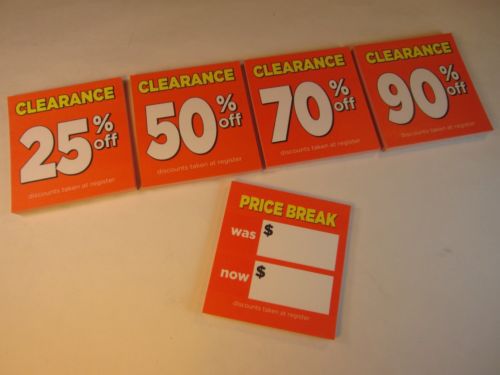 CLEARANCE
25% off
discounts taken at register
CLEARANCE
50% off
discounts taken at register
CLEARANCE
70% off
discounts taken at register
CLEARANCE
90% off
discounts taken at register
PRICE BREAK
was $
now $
discounts taken at register